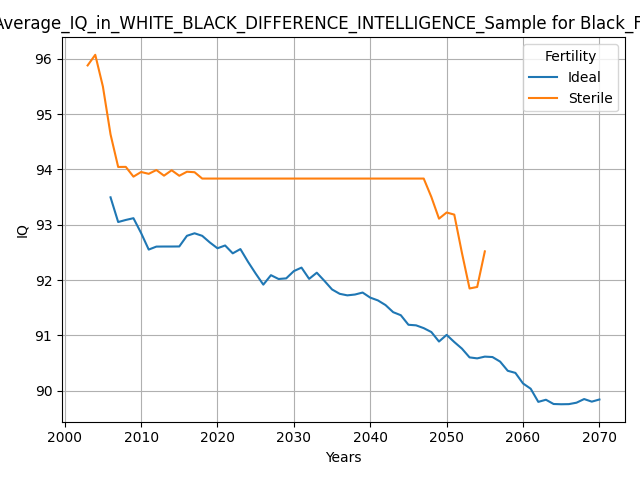 Average_IQ_in_WHITE_BLACK_DIFFERENCE_INTELLIGENCE_Sample for Black_F
Fertility
Ideal
Sterile
96
95
94
93
92
91
90
IQ
2000 2010 2020 2030 2040 2050 2060 2070
Years